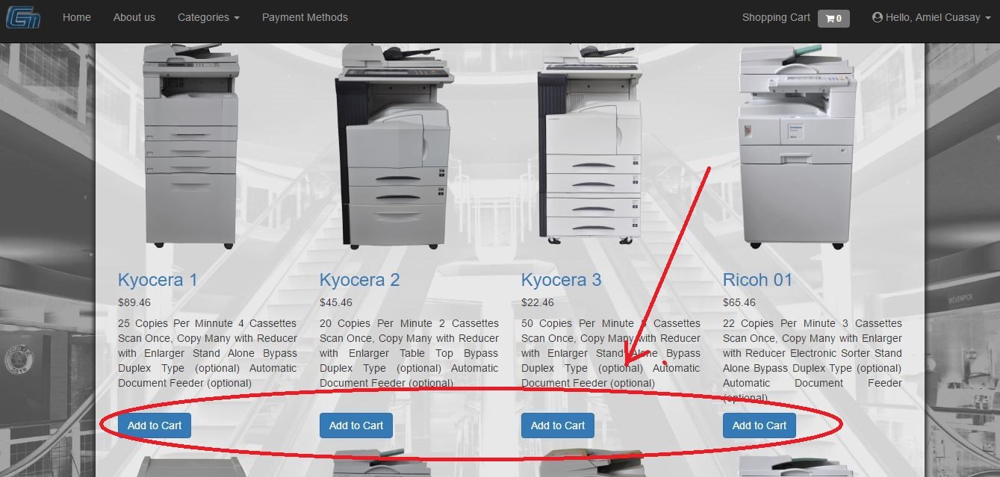 Home About us Categories Payment Methods Shopping Cart 0 Hello, Amiel Cuasay
Kyocera 1
$89.46
25 Copies Per Minnute 4 Cassettes
Scan Once, Copy Many with Reducer
with Enlarger Stand Alone Bypass
Duplex Type (optional) Automatic
Document Feeder (optional)
Add to Cart
Kyocera 2
$45.46
20 Copies Per Minute 2 Cassettes
Scan Once, Copy Many with Reducer
with Enlarger Table Top Bypass
Duplex Type (optional) Automatic
Document Feeder (optional)
Add to Cart
Kyocera 3
$22.46
50 Copies Per Minute Cassettes
Scan Once, Copy Many with Reducer
with Enlarger Stand Alone Bypass
Duplex Type (optional) Automatic
Document Feeder (optional)
Add to Cart
Ricoh 01
$65.46
22 Copies Per Minute 3 Cassettes
Scan Once, Copy Many with Enlarger
with Reducer Electronic Sorter Stand
Alone Bypass Duplex Type (optional)
Automatic Document Feeder
(optional)
Add to Cart
MÖVENPICK